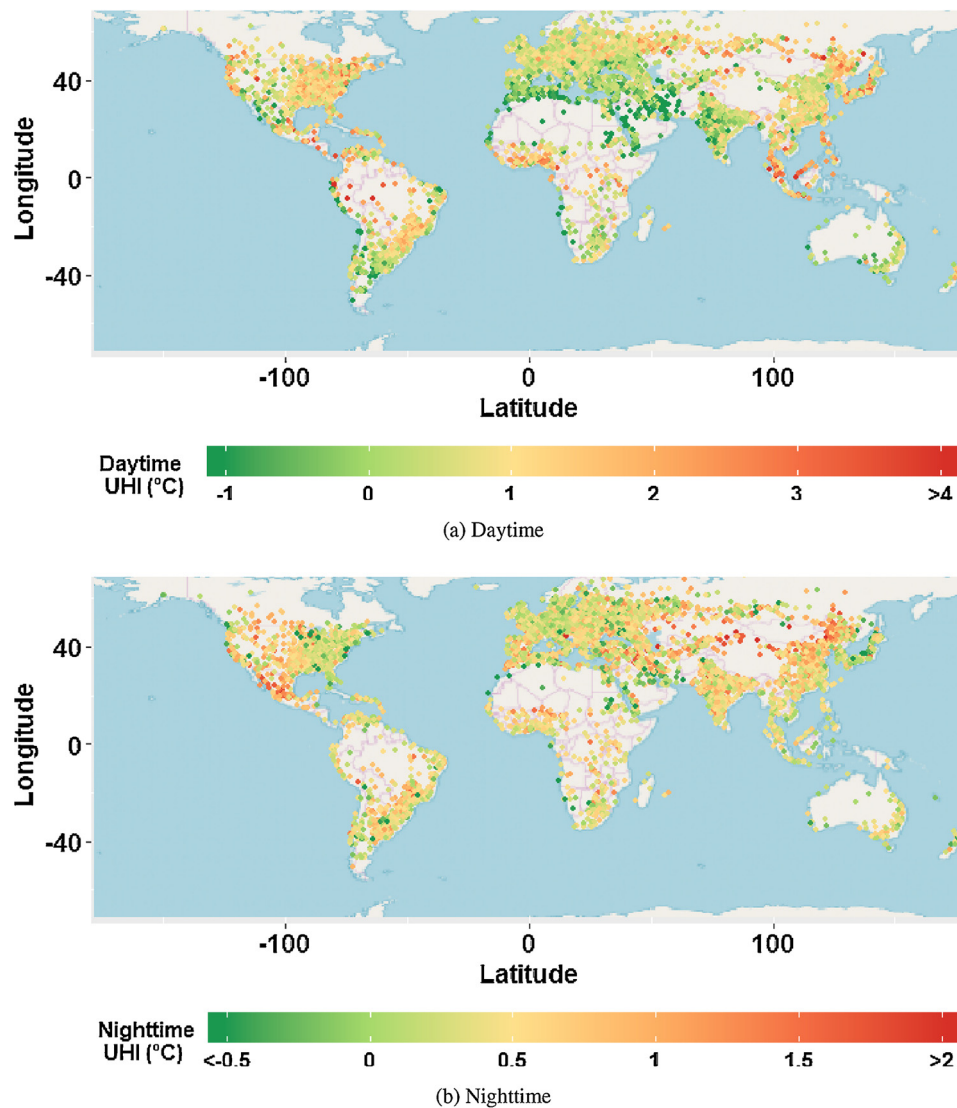 40
0
-40
Longitude
-100
0
100
Latitude
Daytime
UHI (°C)
-1
0
1
2
3
>4
(a) Daytime
40
0
-40
Longitude
-100
0
100
Latitude
Nighttime
UHI (°C)
<-0.5
0
0.5
1
1.5
>2
(b) Nighttime